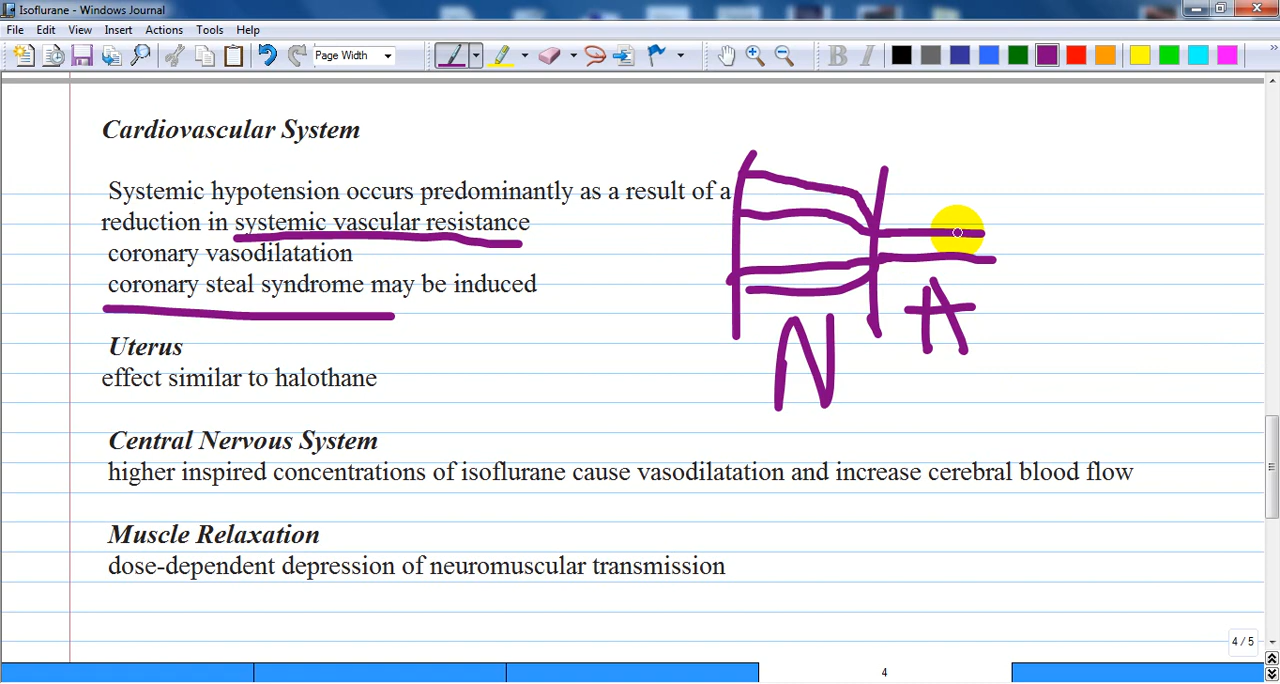 Isoflurane - Windows Journal
File Edit View Insert Actions Tools Help
Page Width
Cardiovascular System
Systemic hypotension occurs predominantly as a result of a
reduction in systemic vascular resistance
coronary vasodilatation
coronary steal syndrome may be induced
N
A
Uterus
effect similar to halothane
Central Nervous System
higher inspired concentrations of isoflurane cause vasodilatation and increase cerebral blood flow
Muscle Relaxation
dose-dependent depression of neuromuscular transmission
4 / 5
4